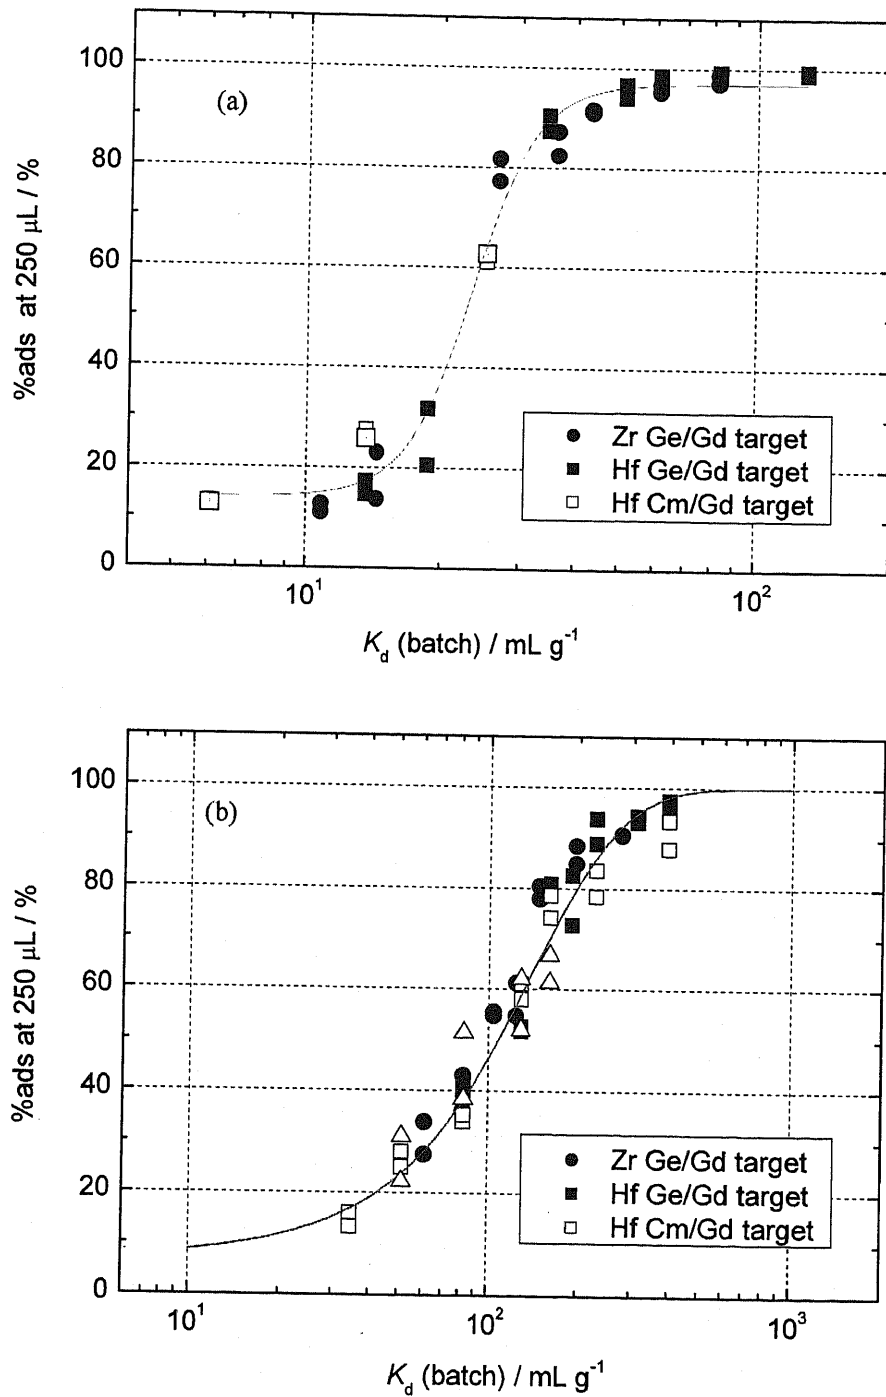 (a)
100
80
60
40
20
0
%ads at 250 μL / %
Zr Ge/Gd target
Hf Ge/Gd target
Hf Cm/Gd target
10¹
10²
K_d (batch) / mL g⁻¹
(b)
100
80
60
40
20
0
%ads at 250 μL / %
Zr Ge/Gd target
Hf Ge/Gd target
Hf Cm/Gd target
10¹
10²
10³
K_d (batch) / mL g⁻¹